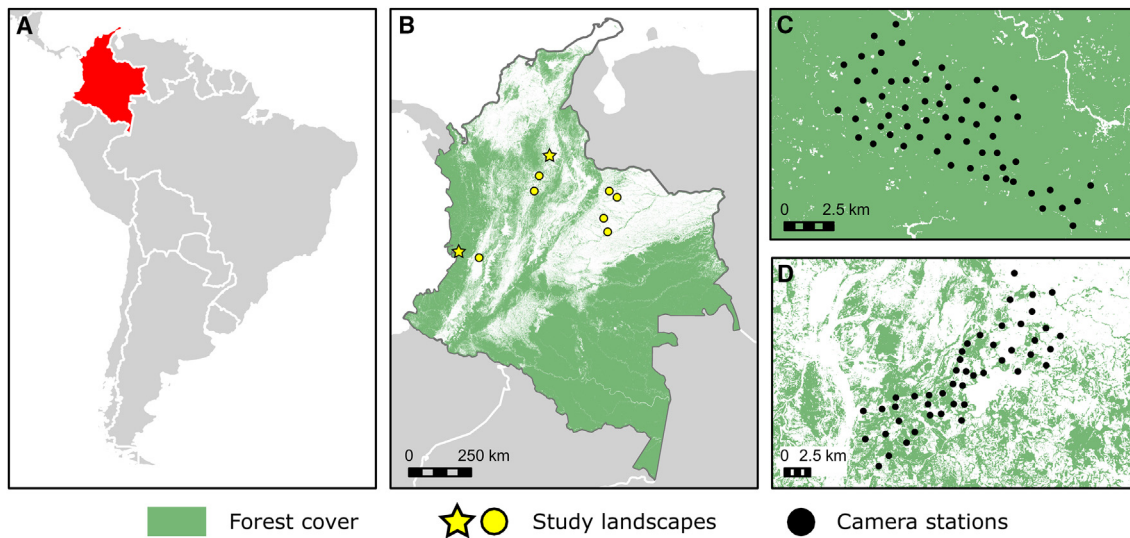 A
B
C
0 2.5 km
D
0 2.5 km
0 250 km
Forest cover
Study landscapes
Camera stations